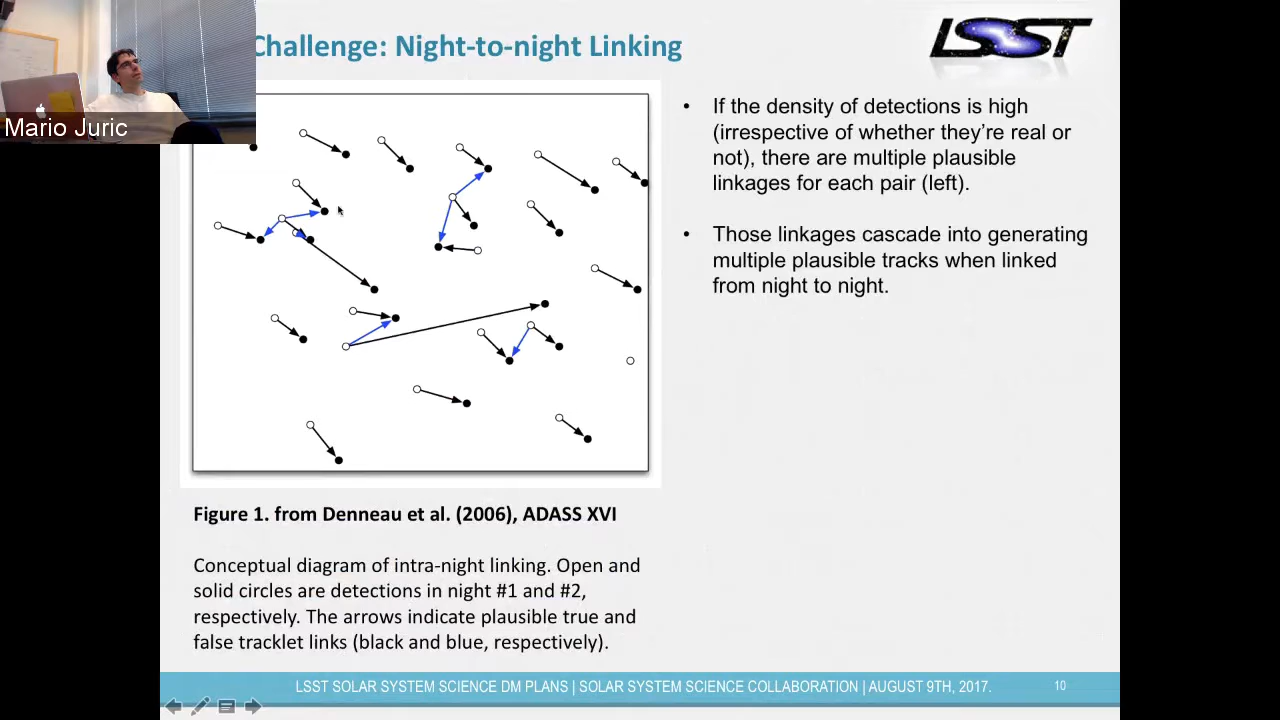 Mario Juric
Challenge: Night-to-night Linking
LSST
• If the density of detections is high
(irrespective of whether they're real or
not), there are multiple plausible
linkages for each pair (left).
• Those linkages cascade into generating
multiple plausible tracks when linked
from night to night.
Figure 1. from Denneau et al. (2006), ADASS XVI
Conceptual diagram of intra-night linking. Open and
solid circles are detections in night #1 and #2,
respectively. The arrows indicate plausible true and
false tracklet links (black and blue, respectively).
LSST SOLAR SYSTEM SCIENCE DM PLANS | SOLAR SYSTEM SCIENCE COLLABORATION | AUGUST 9TH, 2017.
10